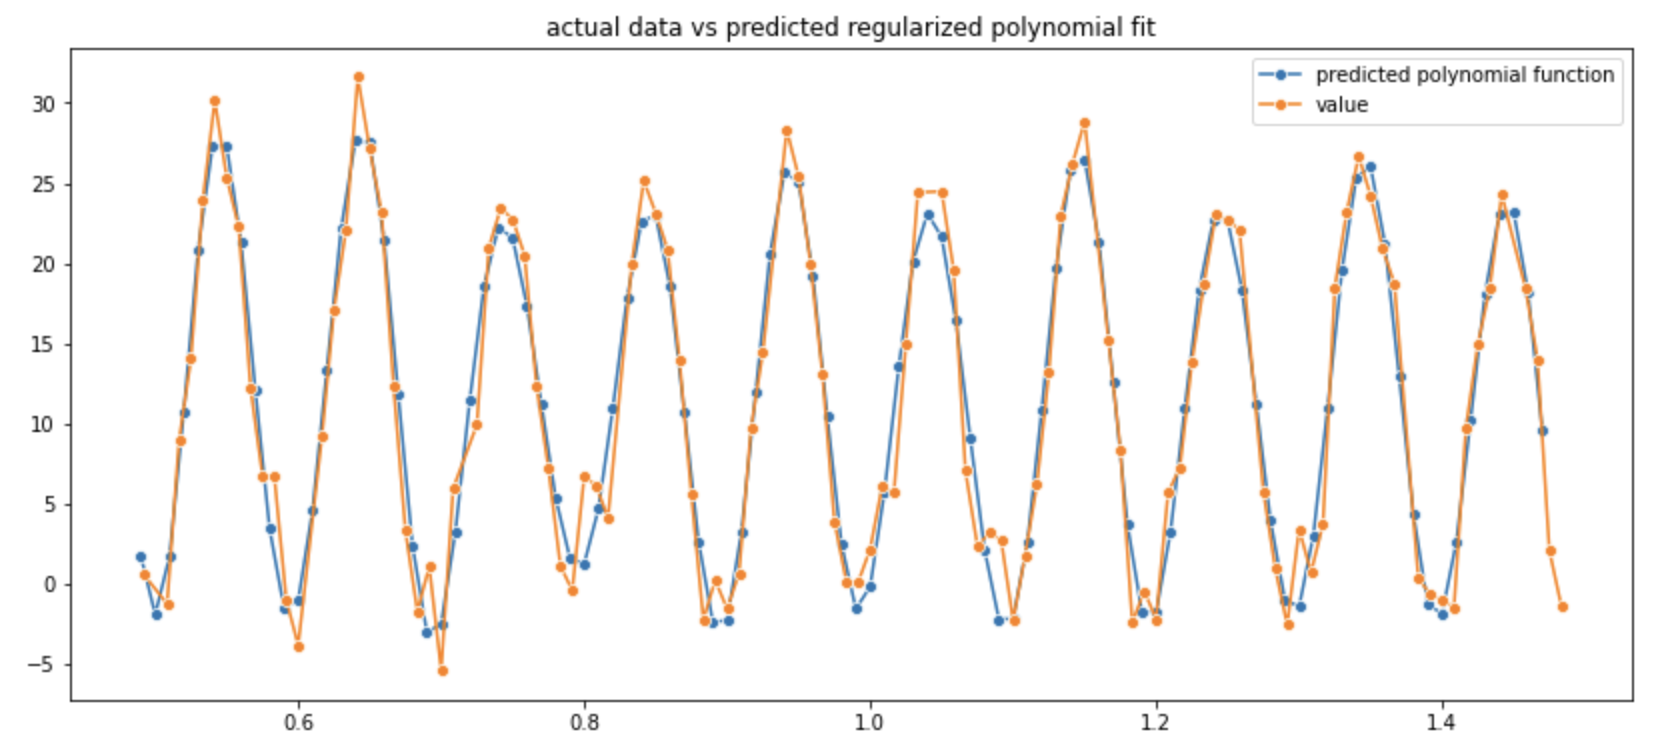 actual data vs predicted regularized polynomial fit
predicted polynomial function
value
30
25
20
15
10
5
0
−5
0.6 0.8 1.0 1.2 1.4